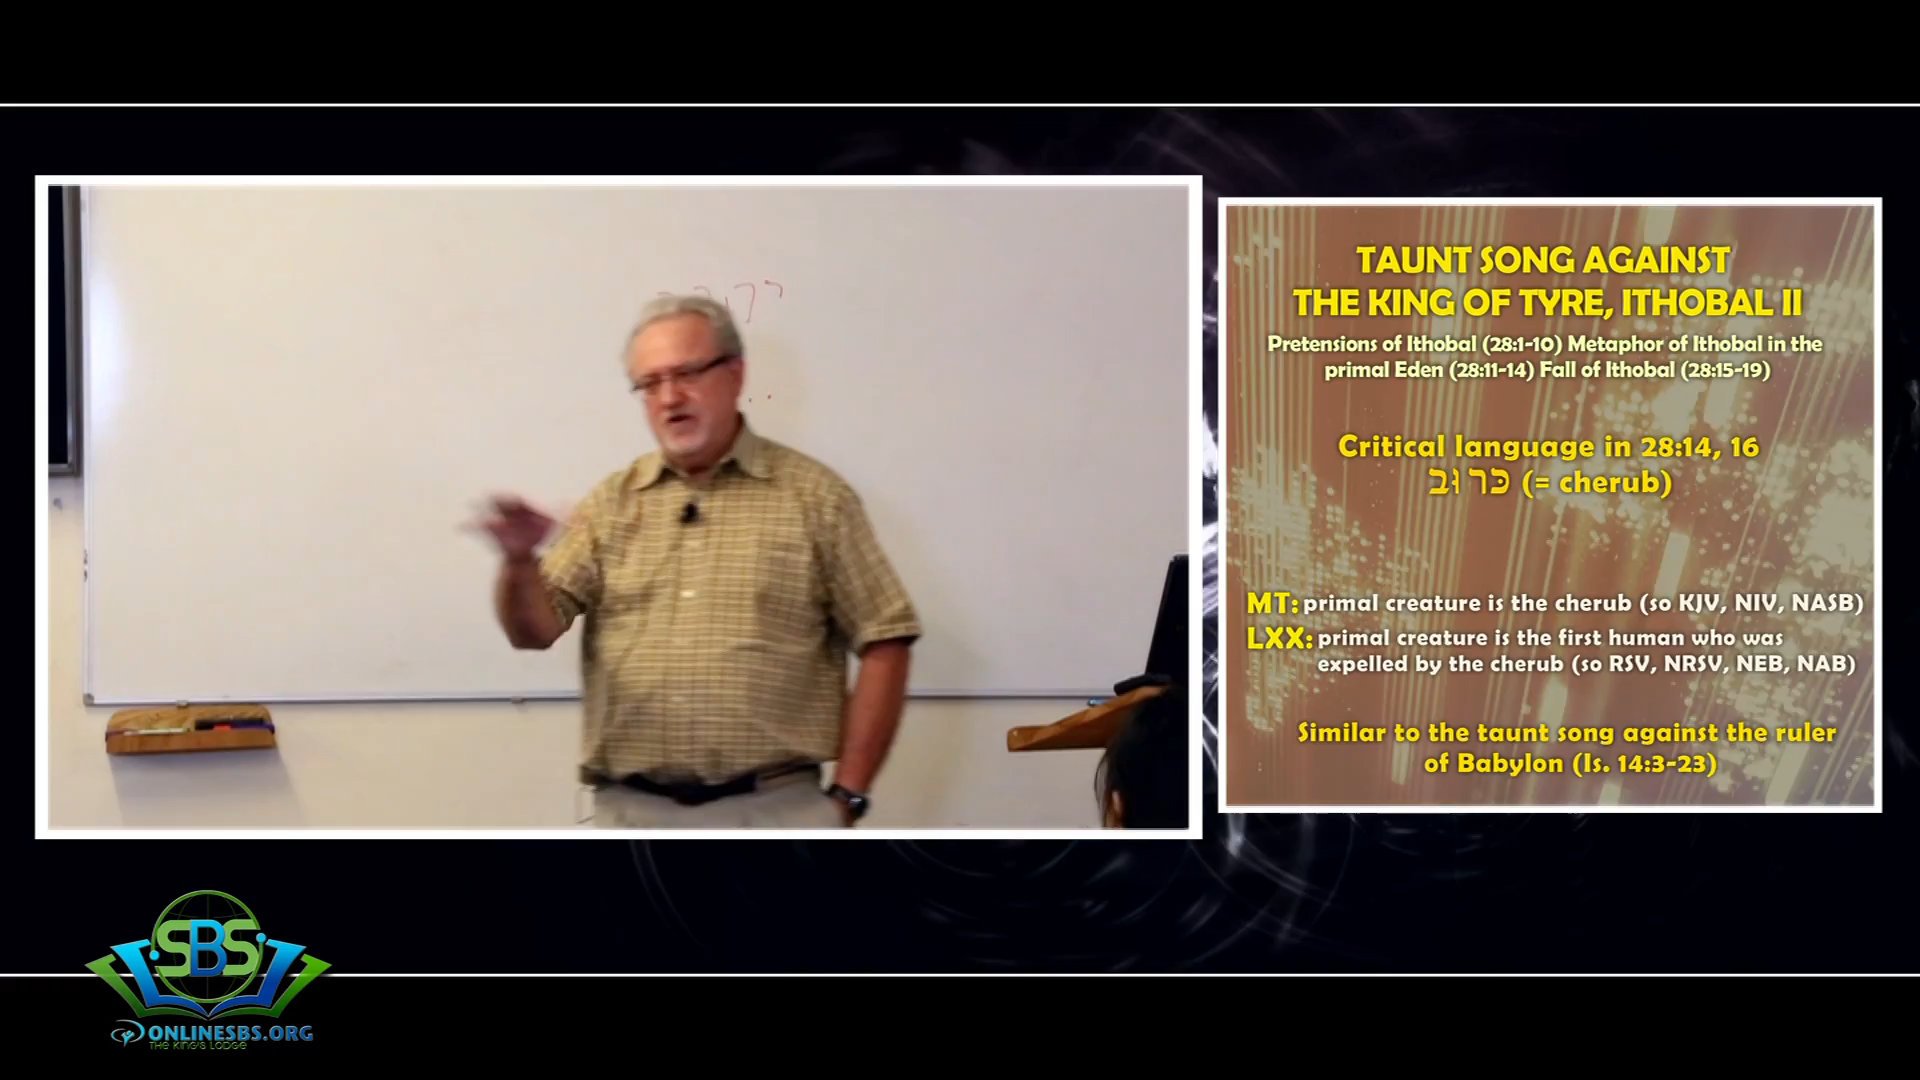 TAUNT SONG AGAINST
THE KING OF TYRE, ITHOBAL II
Pretensions of Ithobal (28:1-10) Metaphor of Ithobal in the
primal Eden (28:11-14) Fall of Ithobal (28:15-19)
Critical language in 28:14, 16
כְּרוּב (= cherub)
MT: primal creature is the cherub (so KJV, NIV, NASB)
LXX: primal creature is the first human who was
expelled by the cherub (so RSV, NRSV, NEB, NAB)
Similar to the taunt song against the ruler
of Babylon (Is. 14:3-23)
SBS
ONLINESBS.ORG
THE KING'S LODGE